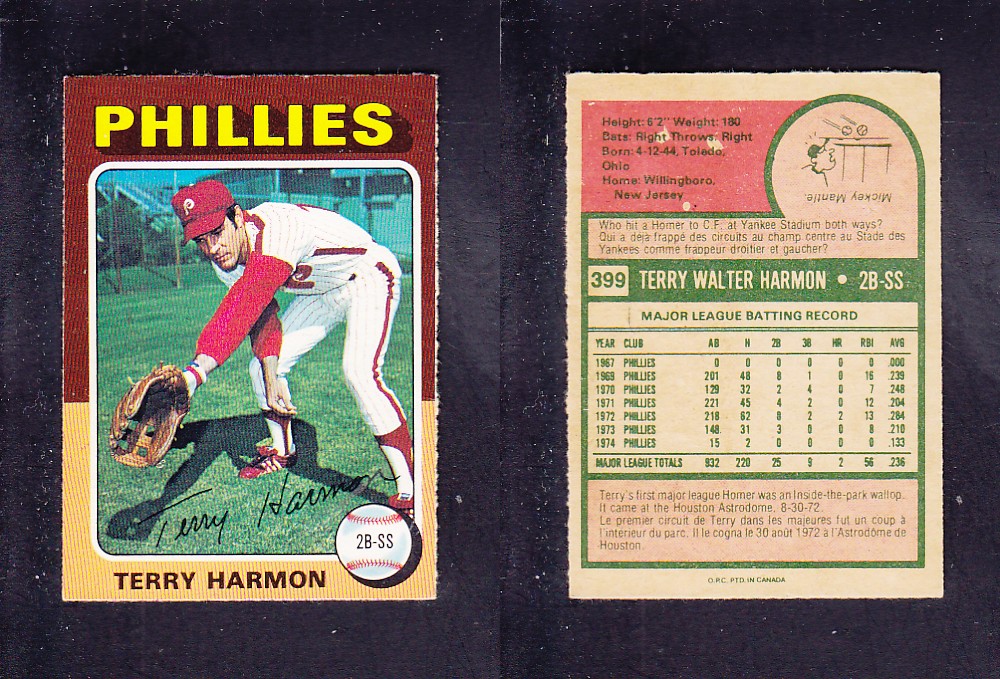 PHILLIES
P
2
Terry Harmon
2B-SS
TERRY HARMON
Height: 6'2" Weight: 180
Bats: Right Throws: Right
Born: 4-12-44, Toledo,
Ohio
Home: Willingboro,
New Jersey
Mickey Mantle.
Who hit a Homer to C.F. at Yankee Stadium both ways?
Qui a déjà frappé des circuits au champ centre au Stade des
Yankees comme frappeur droitier et gaucher?
399 TERRY WALTER HARMON • 2B-SS
MAJOR LEAGUE BATTING RECORD
YEAR CLUB AB H 2B 3B HR RBI AVG
1967 PHILLIES 0 0 0 0 0 0 .000
1969 PHILLIES 201 48 8 1 0 16 .239
1970 PHILLIES 129 32 2 4 0 7 .248
1971 PHILLIES 221 45 4 2 0 12 .204
1972 PHILLIES 218 62 8 2 2 13 .284
1973 PHILLIES 148 31 3 0 0 8 .210
1974 PHILLIES 15 2 0 0 0 0 .133
MAJOR LEAGUE TOTALS 932 220 25 9 2 56 .236
Terry's first major league Homer was an Inside-the-park wallop.
It came at the Houston Astrodome. 8-30-72.
Le premier circuit de Terry dans les majeures fut un coup à
l'intérieur du parc. Il le cogna le 30 août 1972 à l'Astrodôme de
Houston.
O.P.C. PTD. IN CANADA